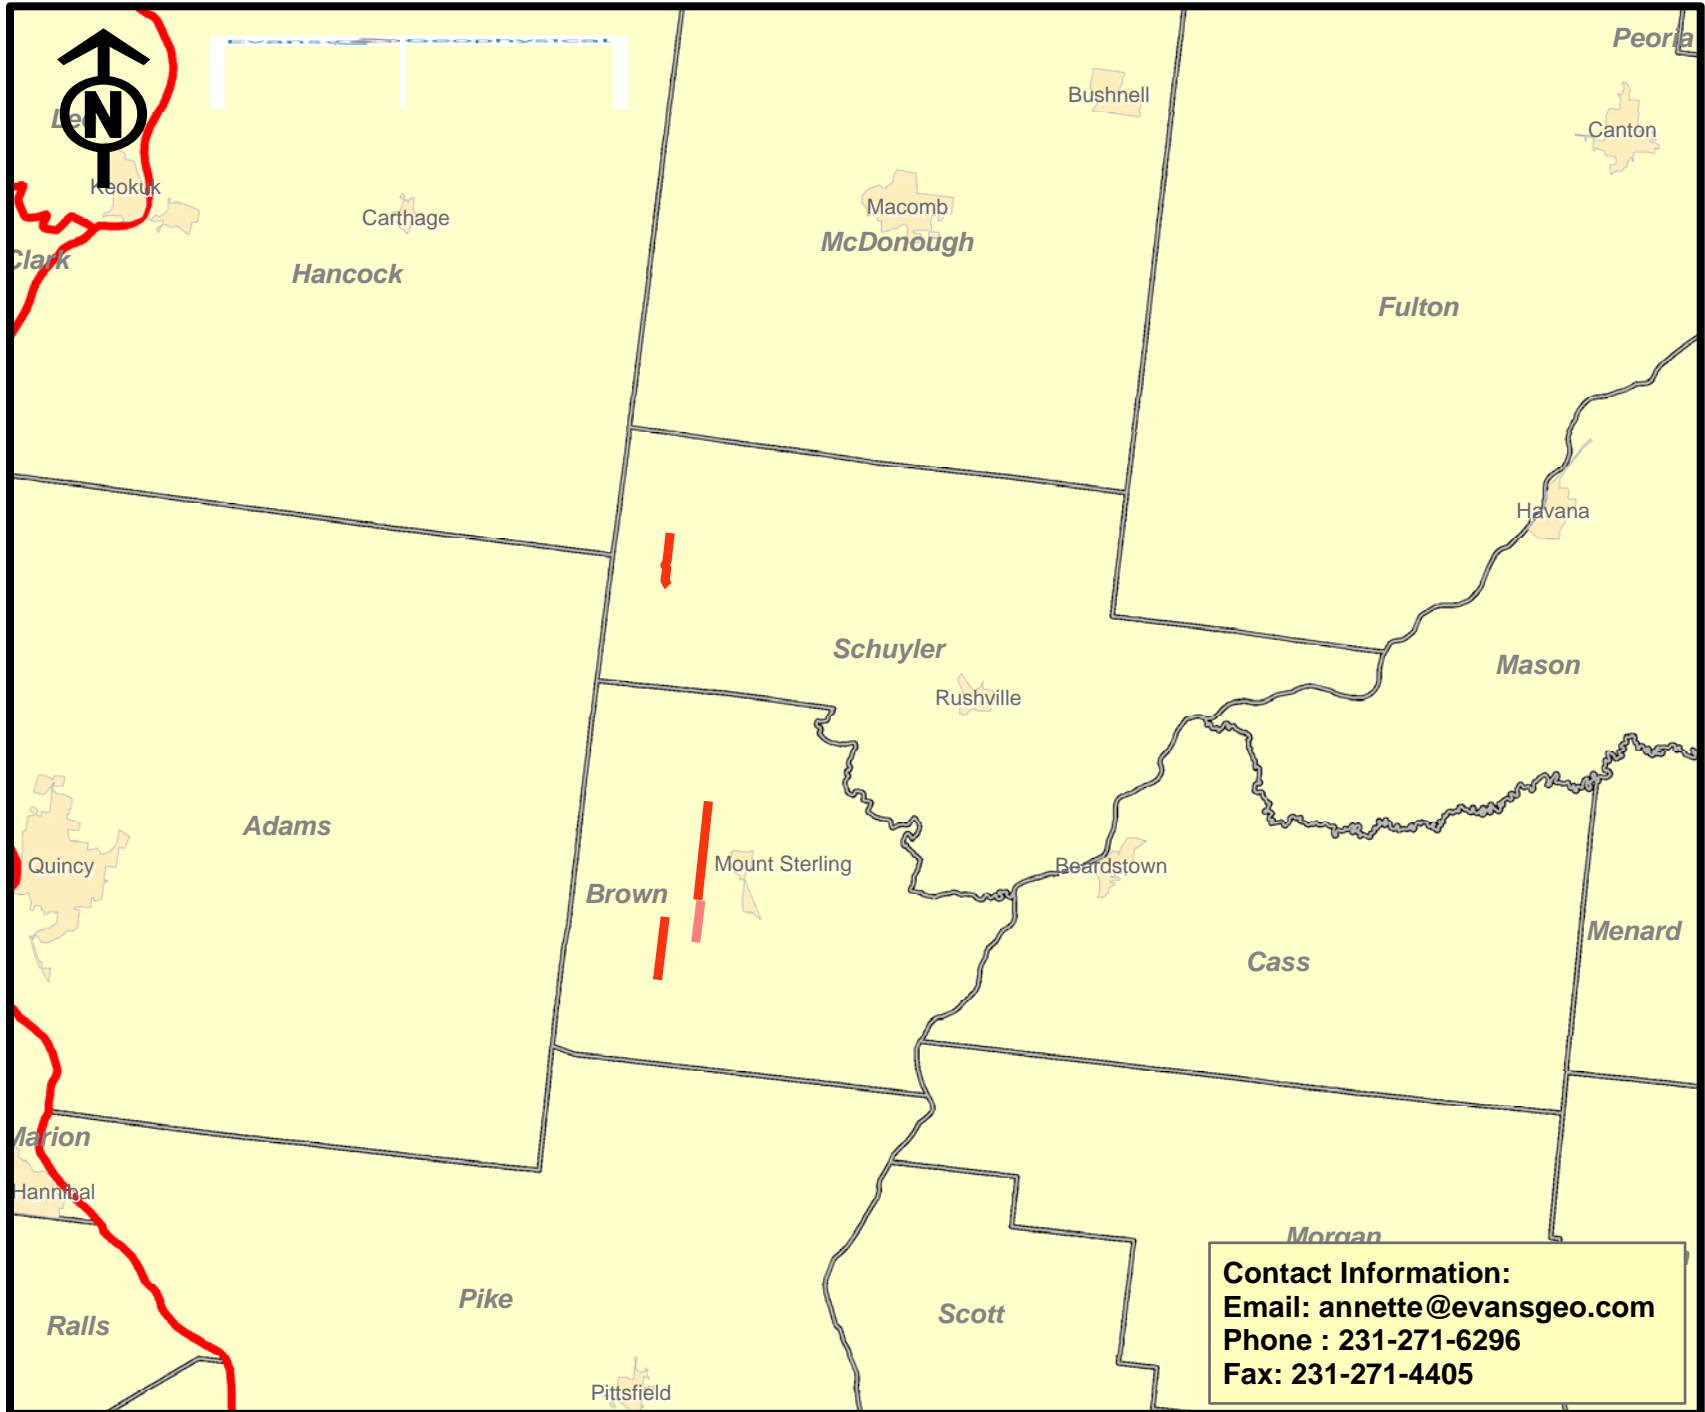 Evans Geophysical
Peoria
Bushnell
Canton
N
Keokuk
Carthage
Macomb
McDonough
Clark
Hancock
Fulton
Havana
Schuyler
Mason
Rushville
Adams
Quincy
Mount Sterling
Beardstown
Brown
Menard
Cass
Marion
Hannibal
Morgan
Pike
Scott
Ralls
Pittsfield
Contact Information:
Email: annette@evansgeo.com
Phone : 231-271-6296
Fax: 231-271-4405